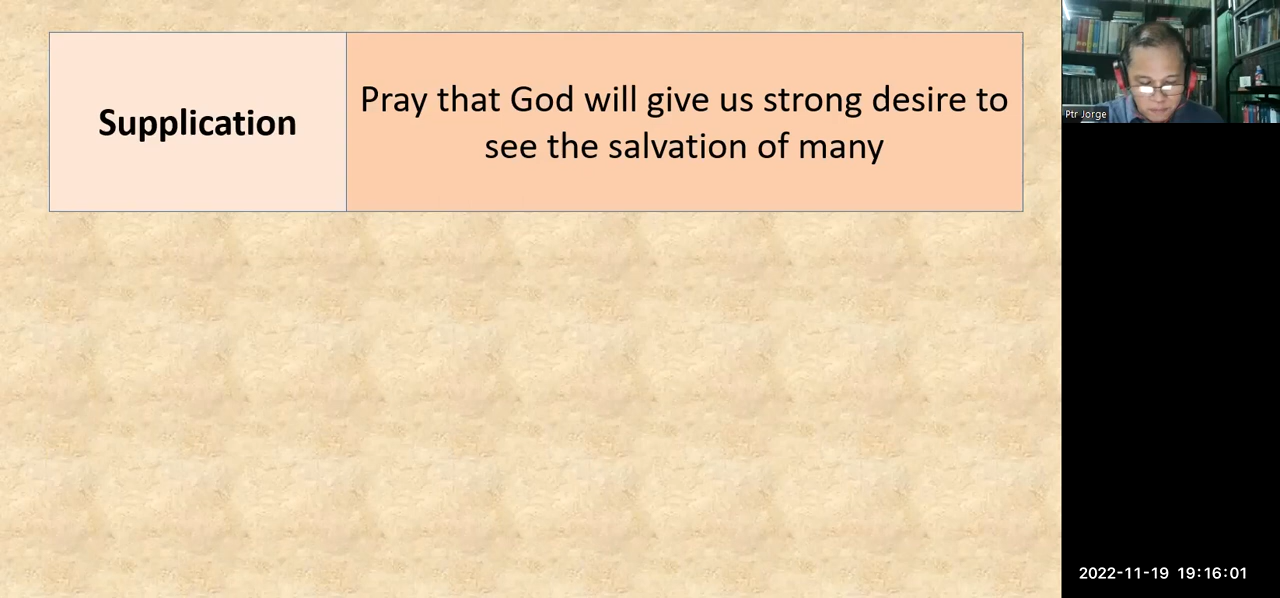 Supplication
Pray that God will give us strong desire to
see the salvation of many
Ptr Jorge
2022-11-19 19:16:01